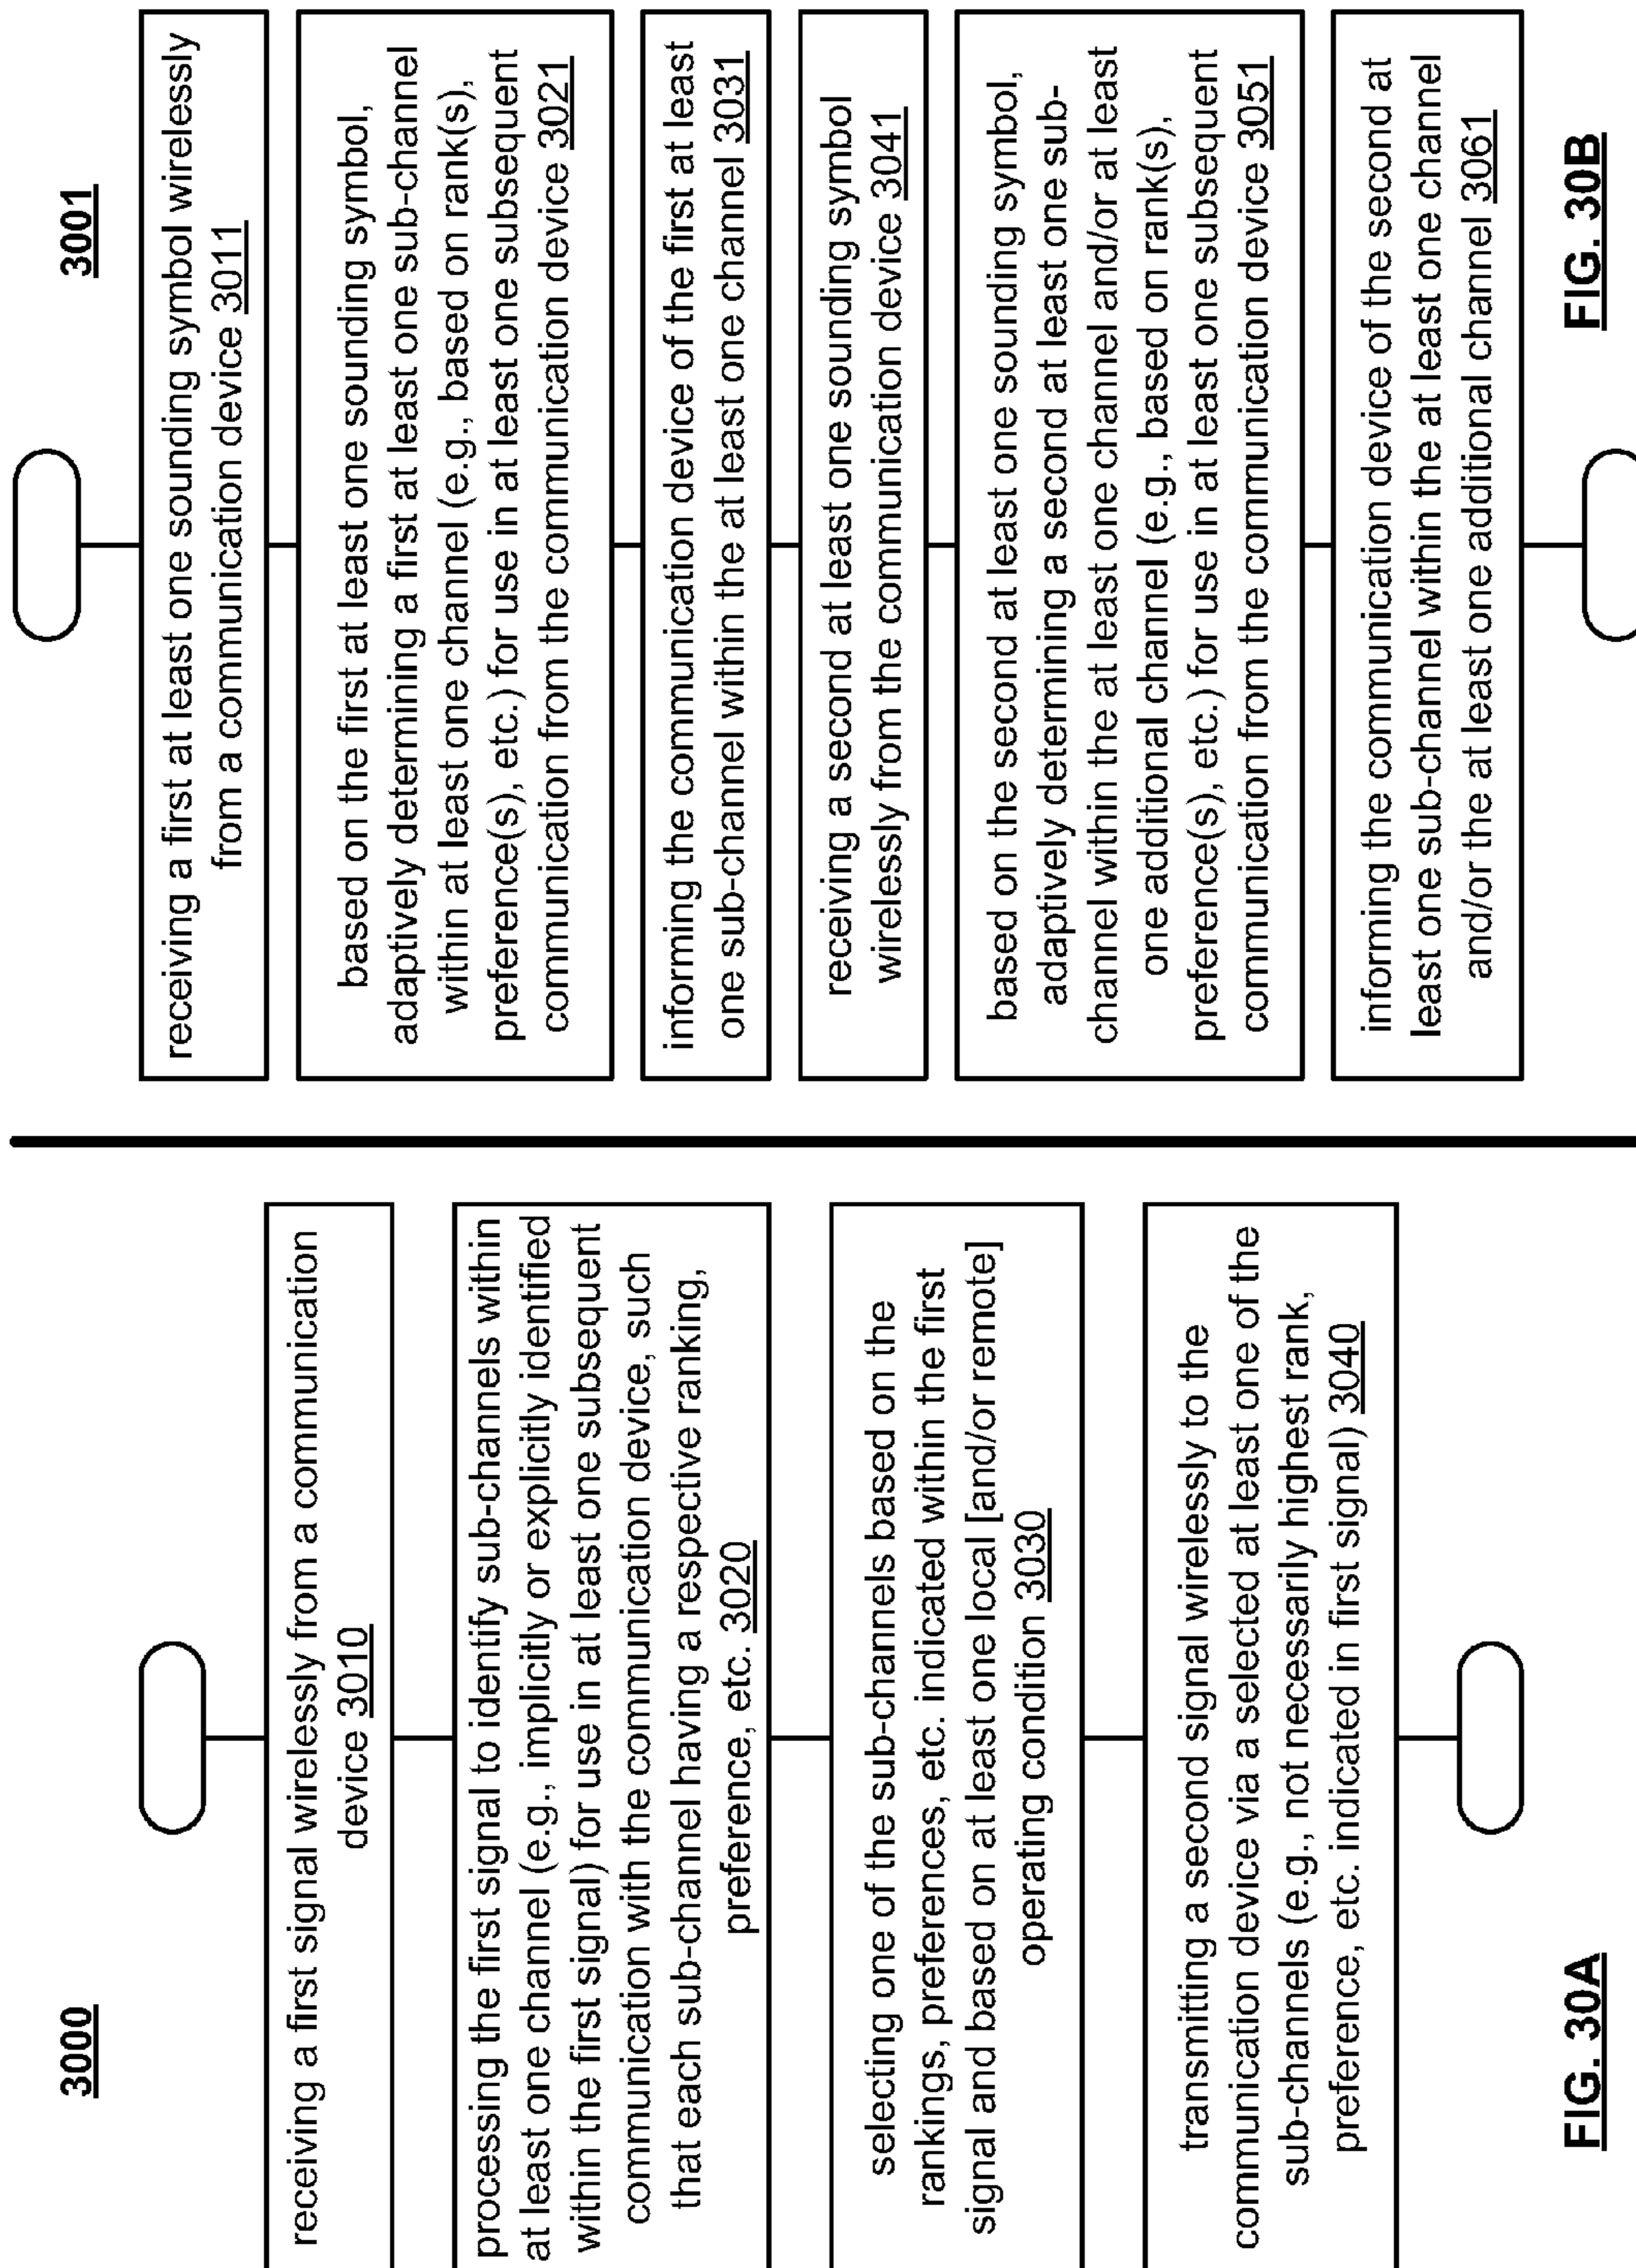 3000
receiving a first signal wirelessly from a communication
device 3010
processing the first signal to identify sub-channels within
at least one channel (e.g., implicitly or explicitly identified
within the first signal) for use in at least one subsequent
communication with the communication device, such
that each sub-channel having a respective ranking,
preference, etc. 3020
selecting one of the sub-channels based on the
rankings, preferences, etc. indicated within the first
signal and based on at least one local [and/or remote]
operating condition 3030
transmitting a second signal wirelessly to the
communication device via a selected at least one of the
sub-channels (e.g., not necessarily highest rank,
preference, etc. indicated in first signal) 3040
FIG. 30A
3001
receiving a first at least one sounding symbol wirelessly
from a communication device 3011
based on the first at least one sounding symbol,
adaptively determining a first at least one sub-channel
within at least one channel (e.g., based on rank(s),
preference(s), etc.) for use in at least one subsequent
communication from the communication device 3021
informing the communication device of the first at least
one sub-channel within the at least one channel 3031
receiving a second at least one sounding symbol
wirelessly from the communication device 3041
based on the second at least one sounding symbol,
adaptively determining a second at least one sub-
channel within the at least one channel and/or at least
one additional channel (e.g., based on rank(s),
preference(s), etc.) for use in at least one subsequent
communication from the communication device 3051
informing the communication device of the second at
least one sub-channel within the at least one channel
and/or the at least one additional channel 3061
FIG. 30B